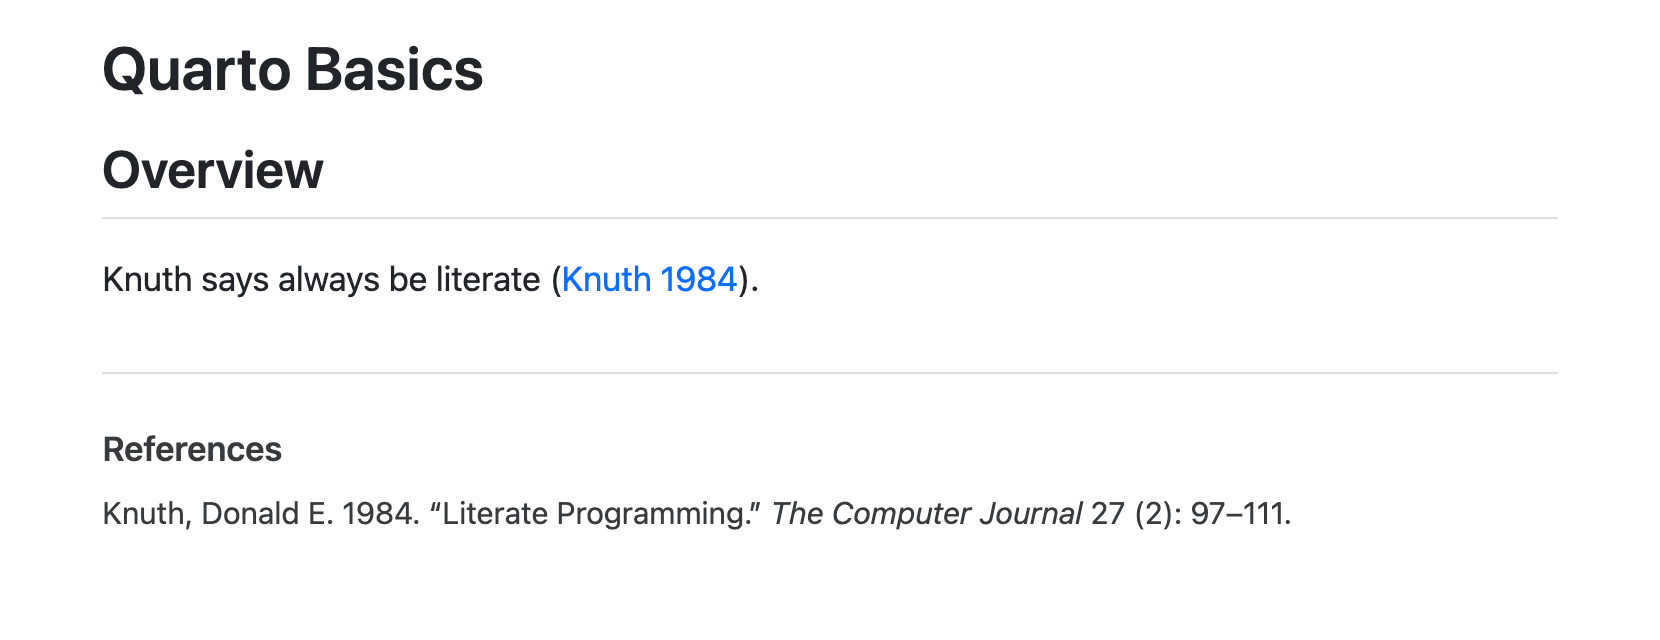 Quarto Basics
Overview
Knuth says always be literate (Knuth 1984).
References
Knuth, Donald E. 1984. “Literate Programming.” The Computer Journal 27 (2): 97–111.